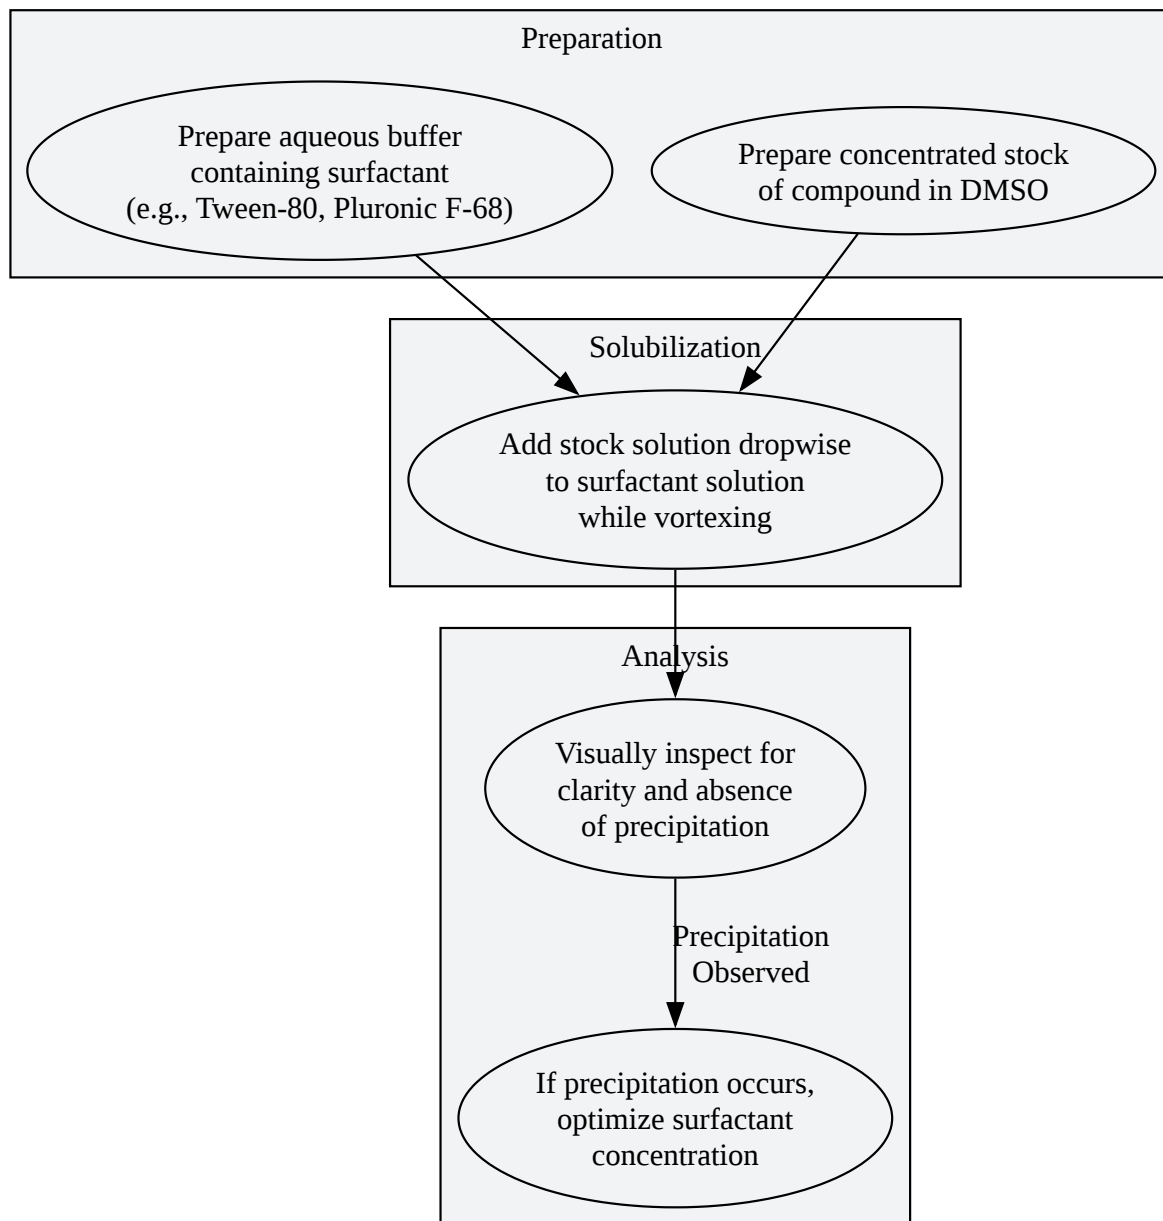 Preparation
Prepare aqueous buffer
containing surfactant
(e.g., Tween-80, Pluronic F-68)
Prepare concentrated stock
of compound in DMSO
Solubilization
Add stock solution dropwise
to surfactant solution
while vortexing
Analysis
Visually inspect for
clarity and absence
of precipitation
Precipitation
Observed
If precipitation occurs,
optimize surfactant
concentration